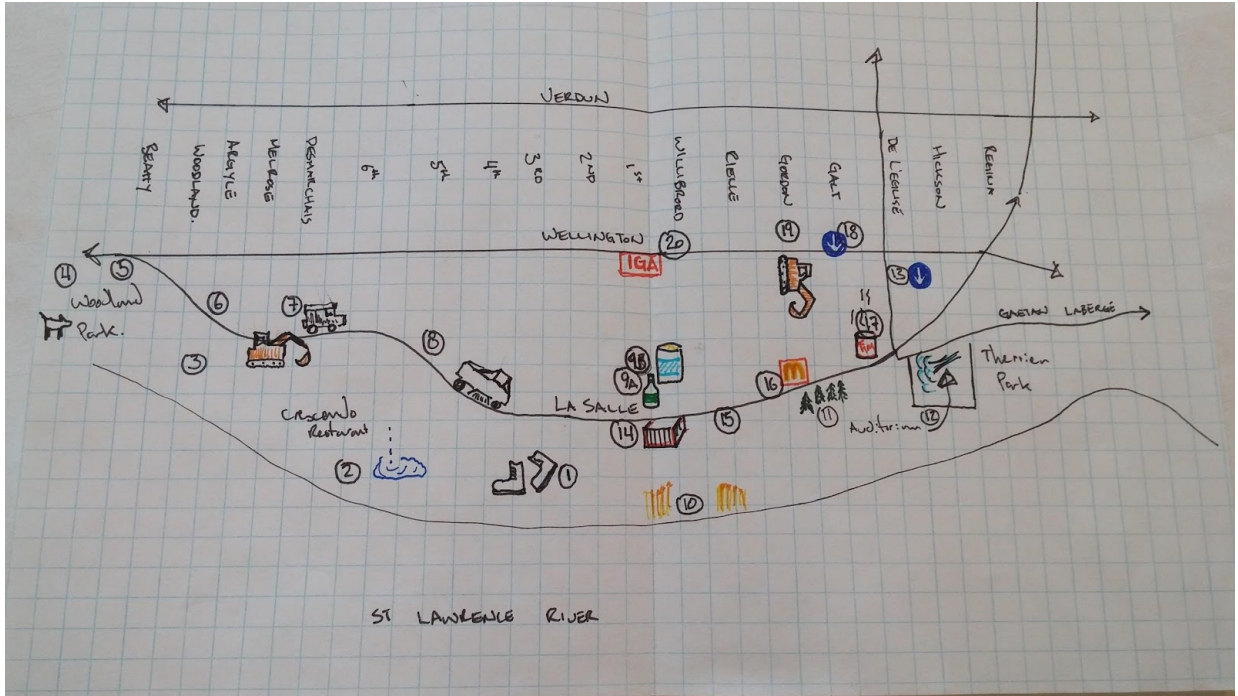 VERDUN
BEATTY
WOODLAND.
ARGYLE
MELROSE
DESMARCHAIS
6th
5th
4th
3RD
2ND
1st
WILLIBRORD
RIELLE
GORDON
GALT
DE L'EGLISE
HICKSON
REGINA
WELLINGTON
20
19
18
IGA
4
5
Woodland
Park.
6
7
13
GAETAN LABERGE
3
8
9B
9A
17
Therrien
Park
16
M
LA SALLE
14
15
11
Auditorium
12
Crescendo
Restaurant
2
1
10
ST LAWRENCE RIVER